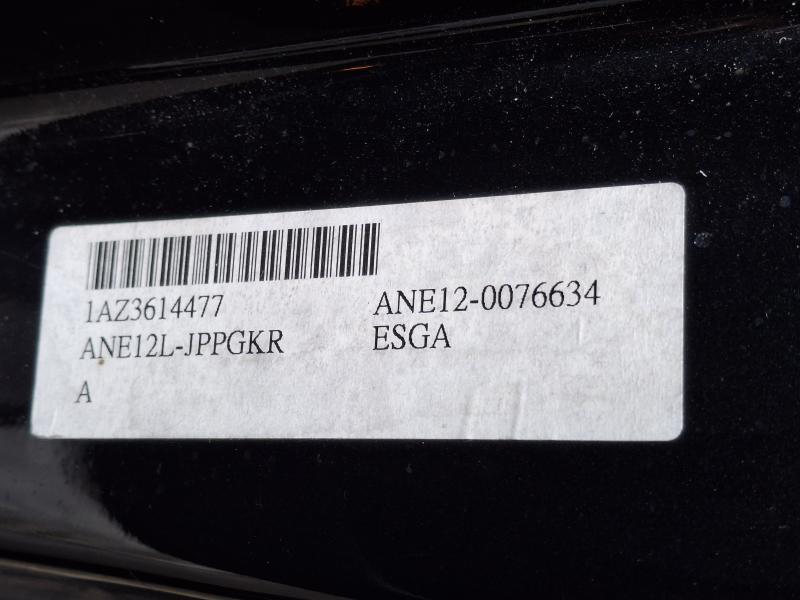 1AZ3614477 ANE12-0076634
ANE12L-JPPGKR ESGA
A